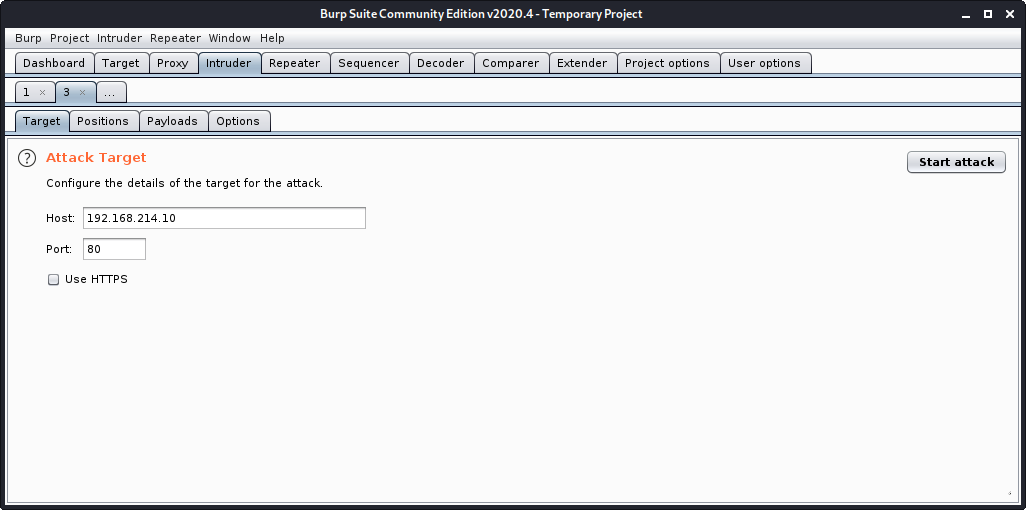 Burp Suite Community Edition v2020.4 - Temporary Project
Burp Project Intruder Repeater Window Help
Dashboard Target Proxy Intruder Repeater Sequencer Decoder Comparer Extender Project options User options
1 × 3 × ...
Target Positions Payloads Options
? Attack Target Start attack
Configure the details of the target for the attack.
Host: 192.168.214.10
Port: 80
Use HTTPS